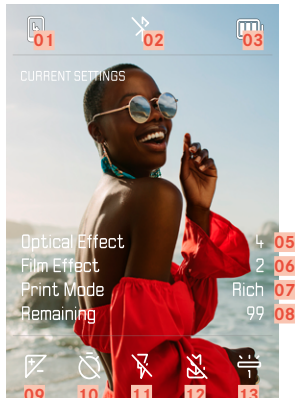 01 02 03
CURRENT SETTINGS
Optical Effect 4 05
Film Effect 2 06
Print Mode Rich 07
Remaining 99 08
09 10 11 12 13